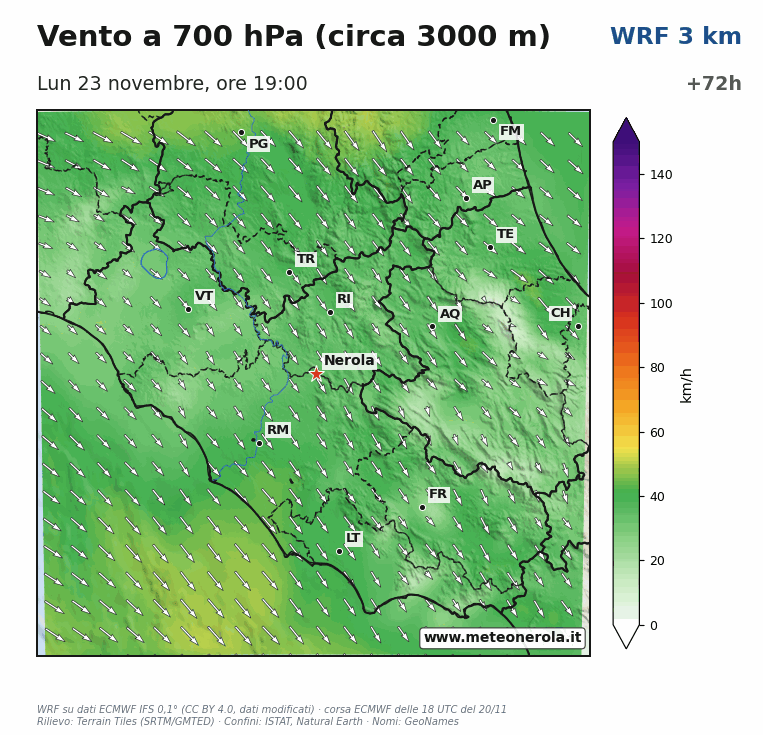 Vento a 700 hPa (circa 3000 m)
WRF 3 km
Lun 23 novembre, ore 19:00
+72h
FM
PG
AP
TE
TR
VT
RI
AQ
CH
Nerola
RM
FR
LT
www.meteonerola.it
140
120
100
80
60
40
20
0
km/h
WRF su dati ECMWF IFS 0,1° (CC BY 4.0, dati modificati) · corsa ECMWF delle 18 UTC del 20/11
Rilievo: Terrain Tiles (SRTM/GMTED) · Confini: ISTAT, Natural Earth · Nomi: GeoNames